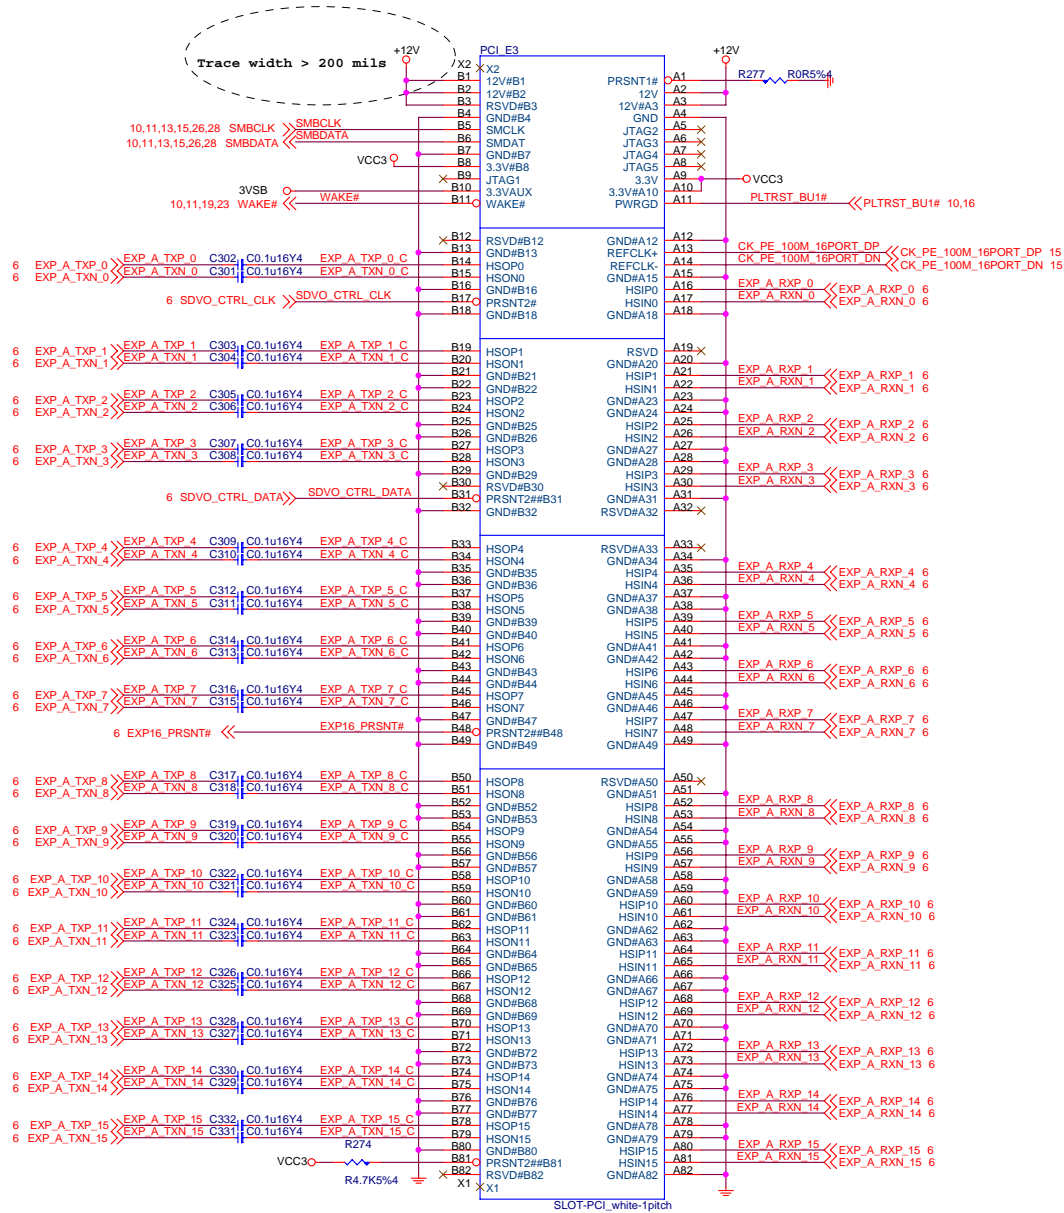 +12V PCI_E3 +12V
Trace width > 200 mils X2 X2
B1 12V#B1 PRSNT1# A1 R277 R0R5%4
B2 12V#B2 12V A2
B3 RSVD#B3 12V#A3 A3
B4 GND#B4 GND A4
10,11,13,15,26,28 SMBCLK SMBCLK B5 SMCLK JTAG2 A5
10,11,13,15,26,28 SMBDATA SMBDATA B6 SMDAT JTAG3 A6
B7 GND#B7 JTAG4 A7
VCC3 B8 3.3V#B8 JTAG5 A8
B9 JTAG1 3.3V A9 VCC3
3VSB B10 3.3VAUX 3.3V#A10 A10
10,11,19,23 WAKE# WAKE# B11 WAKE# PWRGD A11 PLTRST_BU1# PLTRST_BU1# 10,16
B12 RSVD#B12 GND#A12 A12
B13 GND#B13 REFCLK+ A13 CK_PE_100M_16PORT_DP CK_PE_100M_16PORT_DP 15
6 EXP_A_TXP_0 EXP_A_TXP_0 C302 C0.1u16Y4 EXP_A_TXP_0_C B14 HSOP0 REFCLK- A14 CK_PE_100M_16PORT_DN CK_PE_100M_16PORT_DN 15
6 EXP_A_TXN_0 EXP_A_TXN_0 C301 C0.1u16Y4 EXP_A_TXN_0_C B15 HSON0 GND#A15 A15
B16 GND#B16 HSIP0 A16 EXP_A_RXP_0 EXP_A_RXP_0 6
6 SDVO_CTRL_CLK SDVO_CTRL_CLK B17 PRSNT2# HSIN0 A17 EXP_A_RXN_0 EXP_A_RXN_0 6
B18 GND#B18 GND#A18 A18
6 EXP_A_TXP_1 EXP_A_TXP_1 C303 C0.1u16Y4 EXP_A_TXP_1_C B19 HSOP1 RSVD A19
6 EXP_A_TXN_1 EXP_A_TXN_1 C304 C0.1u16Y4 EXP_A_TXN_1_C B20 HSON1 GND#A20 A20
B21 GND#B21 HSIP1 A21 EXP_A_RXP_1 EXP_A_RXP_1 6
B22 GND#B22 HSIN1 A22 EXP_A_RXN_1 EXP_A_RXN_1 6
6 EXP_A_TXP_2 EXP_A_TXP_2 C305 C0.1u16Y4 EXP_A_TXP_2_C B23 HSOP2 GND#A23 A23
6 EXP_A_TXN_2 EXP_A_TXN_2 C306 C0.1u16Y4 EXP_A_TXN_2_C B24 HSON2 GND#A24 A24
B25 GND#B25 HSIP2 A25 EXP_A_RXP_2 EXP_A_RXP_2 6
B26 GND#B26 HSIN2 A26 EXP_A_RXN_2 EXP_A_RXN_2 6
6 EXP_A_TXP_3 EXP_A_TXP_3 C307 C0.1u16Y4 EXP_A_TXP_3_C B27 HSOP3 GND#A27 A27
6 EXP_A_TXN_3 EXP_A_TXN_3 C308 C0.1u16Y4 EXP_A_TXN_3_C B28 HSON3 GND#A28 A28
B29 GND#B29 HSIP3 A29 EXP_A_RXP_3 EXP_A_RXP_3 6
B30 RSVD#B30 HSIN3 A30 EXP_A_RXN_3 EXP_A_RXN_3 6
6 SDVO_CTRL_DATA SDVO_CTRL_DATA B31 PRSNT2##B31 GND#A31 A31
B32 GND#B32 RSVD#A32 A32
6 EXP_A_TXP_4 EXP_A_TXP_4 C309 C0.1u16Y4 EXP_A_TXP_4_C B33 HSOP4 RSVD#A33 A33
6 EXP_A_TXN_4 EXP_A_TXN_4 C310 C0.1u16Y4 EXP_A_TXN_4_C B34 HSON4 GND#A34 A34
B35 GND#B35 HSIP4 A35 EXP_A_RXP_4 EXP_A_RXP_4 6
B36 GND#B36 HSIN4 A36 EXP_A_RXN_4 EXP_A_RXN_4 6
6 EXP_A_TXP_5 EXP_A_TXP_5 C312 C0.1u16Y4 EXP_A_TXP_5_C B37 HSOP5 GND#A37 A37
6 EXP_A_TXN_5 EXP_A_TXN_5 C311 C0.1u16Y4 EXP_A_TXN_5_C B38 HSON5 GND#A38 A38
B39 GND#B39 HSIP5 A39 EXP_A_RXP_5 EXP_A_RXP_5 6
B40 GND#B40 HSIN5 A40 EXP_A_RXN_5 EXP_A_RXN_5 6
6 EXP_A_TXP_6 EXP_A_TXP_6 C314 C0.1u16Y4 EXP_A_TXP_6_C B41 HSOP6 GND#A41 A41
6 EXP_A_TXN_6 EXP_A_TXN_6 C313 C0.1u16Y4 EXP_A_TXN_6_C B42 HSON6 GND#A42 A42
B43 GND#B43 HSIP6 A43 EXP_A_RXP_6 EXP_A_RXP_6 6
B44 GND#B44 HSIN6 A44 EXP_A_RXN_6 EXP_A_RXN_6 6
6 EXP_A_TXP_7 EXP_A_TXP_7 C316 C0.1u16Y4 EXP_A_TXP_7_C B45 HSOP7 GND#A45 A45
6 EXP_A_TXN_7 EXP_A_TXN_7 C315 C0.1u16Y4 EXP_A_TXN_7_C B46 HSON7 GND#A46 A46
B47 GND#B47 HSIP7 A47 EXP_A_RXP_7 EXP_A_RXP_7 6
6 EXP16_PRSNT# EXP16_PRSNT# B48 PRSNT2##B48 HSIN7 A48 EXP_A_RXN_7 EXP_A_RXN_7 6
B49 GND#B49 GND#A49 A49
6 EXP_A_TXP_8 EXP_A_TXP_8 C317 C0.1u16Y4 EXP_A_TXP_8_C B50 HSOP8 RSVD#A50 A50
6 EXP_A_TXN_8 EXP_A_TXN_8 C318 C0.1u16Y4 EXP_A_TXN_8_C B51 HSON8 GND#A51 A51
B52 GND#B52 HSIP8 A52 EXP_A_RXP_8 EXP_A_RXP_8 6
B53 GND#B53 HSIN8 A53 EXP_A_RXN_8 EXP_A_RXN_8 6
6 EXP_A_TXP_9 EXP_A_TXP_9 C319 C0.1u16Y4 EXP_A_TXP_9_C B54 HSOP9 GND#A54 A54
6 EXP_A_TXN_9 EXP_A_TXN_9 C320 C0.1u16Y4 EXP_A_TXN_9_C B55 HSON9 GND#A55 A55
B56 GND#B56 HSIP9 A56 EXP_A_RXP_9 EXP_A_RXP_9 6
B57 GND#B57 HSIN9 A57 EXP_A_RXN_9 EXP_A_RXN_9 6
6 EXP_A_TXP_10 EXP_A_TXP_10 C322 C0.1u16Y4 EXP_A_TXP_10_C B58 HSOP10 GND#A58 A58
6 EXP_A_TXN_10 EXP_A_TXN_10 C321 C0.1u16Y4 EXP_A_TXN_10_C B59 HSON10 GND#A59 A59
B60 GND#B60 HSIP10 A60 EXP_A_RXP_10 EXP_A_RXP_10 6
B61 GND#B61 HSIN10 A61 EXP_A_RXN_10 EXP_A_RXN_10 6
6 EXP_A_TXP_11 EXP_A_TXP_11 C324 C0.1u16Y4 EXP_A_TXP_11_C B62 HSOP11 GND#A62 A62
6 EXP_A_TXN_11 EXP_A_TXN_11 C323 C0.1u16Y4 EXP_A_TXN_11_C B63 HSON11 GND#A63 A63
B64 GND#B64 HSIP11 A64 EXP_A_RXP_11 EXP_A_RXP_11 6
B65 GND#B65 HSIN11 A65 EXP_A_RXN_11 EXP_A_RXN_11 6
6 EXP_A_TXP_12 EXP_A_TXP_12 C326 C0.1u16Y4 EXP_A_TXP_12_C B66 HSOP12 GND#A66 A66
6 EXP_A_TXN_12 EXP_A_TXN_12 C325 C0.1u16Y4 EXP_A_TXN_12_C B67 HSON12 GND#A67 A67
B68 GND#B68 HSIP12 A68 EXP_A_RXP_12 EXP_A_RXP_12 6
B69 GND#B69 HSIN12 A69 EXP_A_RXN_12 EXP_A_RXN_12 6
6 EXP_A_TXP_13 EXP_A_TXP_13 C328 C0.1u16Y4 EXP_A_TXP_13_C B70 HSOP13 GND#A70 A70
6 EXP_A_TXN_13 EXP_A_TXN_13 C327 C0.1u16Y4 EXP_A_TXN_13_C B71 HSON13 GND#A71 A71
B72 GND#B72 HSIP13 A72 EXP_A_RXP_13 EXP_A_RXP_13 6
B73 GND#B73 HSIN13 A73 EXP_A_RXN_13 EXP_A_RXN_13 6
6 EXP_A_TXP_14 EXP_A_TXP_14 C330 C0.1u16Y4 EXP_A_TXP_14_C B74 HSOP14 GND#A74 A74
6 EXP_A_TXN_14 EXP_A_TXN_14 C329 C0.1u16Y4 EXP_A_TXN_14_C B75 HSON14 GND#A75 A75
B76 GND#B76 HSIP14 A76 EXP_A_RXP_14 EXP_A_RXP_14 6
B77 GND#B77 HSIN14 A77 EXP_A_RXN_14 EXP_A_RXN_14 6
6 EXP_A_TXP_15 EXP_A_TXP_15 C332 C0.1u16Y4 EXP_A_TXP_15_C B78 HSOP15 GND#A78 A78
6 EXP_A_TXN_15 EXP_A_TXN_15 C331 C0.1u16Y4 EXP_A_TXN_15_C B79 HSON15 GND#A79 A79
R274 B80 GND#B80 HSIP15 A80 EXP_A_RXP_15 EXP_A_RXP_15 6
VCC3 B81 PRSNT2##B81 HSIN15 A81 EXP_A_RXN_15 EXP_A_RXN_15 6
R4.7K5%4 B82 RSVD#B82 GND#A82 A82
X1 X1
SLOT-PCI_white-1pitch